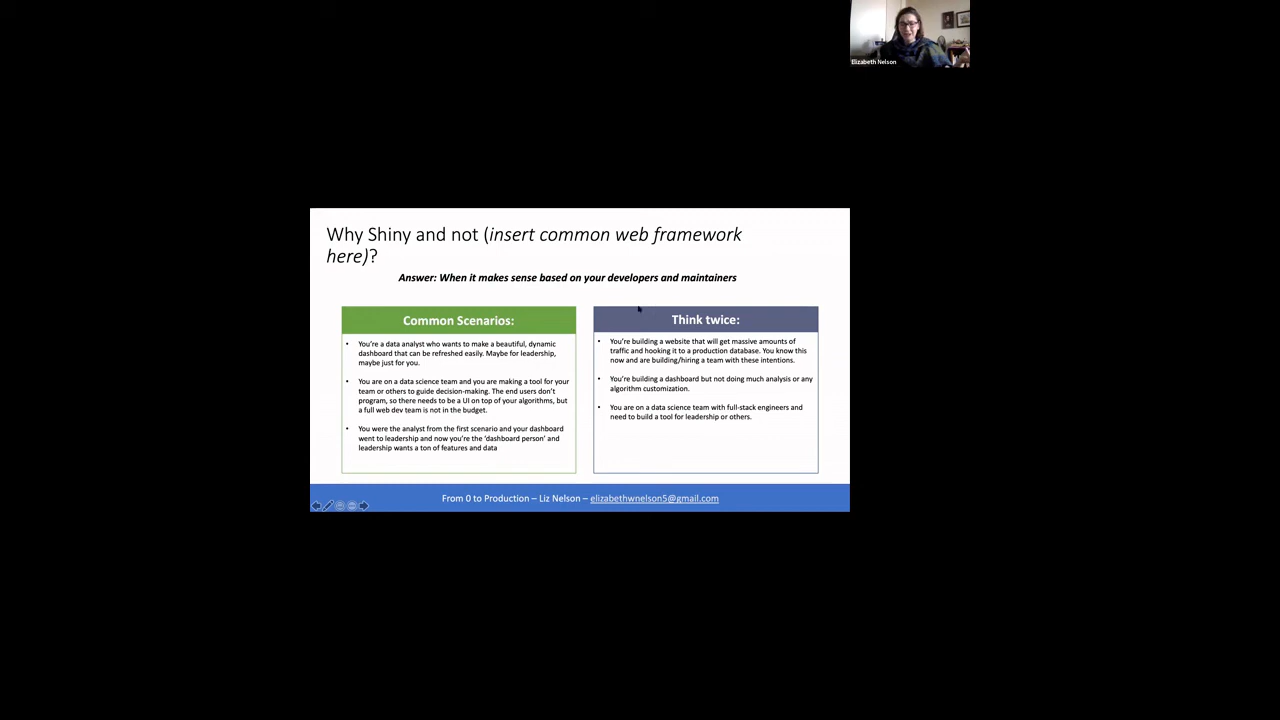 Elizabeth Nelson
Why Shiny and not (insert common web framework
here)?
Answer: When it makes sense based on your developers and maintainers
Common Scenarios:
• You're a data analyst who wants to make a beautiful, dynamic
dashboard that can be refreshed easily. Maybe for leadership,
maybe just for you.
• You are on a data science team and you are making a tool for your
team or others to guide decision-making. The end users don't
program, so there needs to be a UI on top of your algorithms, but
a full web dev team is not in the budget.
• You were the analyst from the first scenario and your dashboard
went to leadership and now you're the 'dashboard person' and
leadership wants a ton of features and data
Think twice:
• You're building a website that will get massive amounts of
traffic and hooking it to a production database. You know this
now and are building/hiring a team with these intentions.
• You're building a dashboard but not doing much analysis or any
algorithm customization.
• You are on a data science team with full-stack engineers and
need to build a tool for leadership or others.
From 0 to Production – Liz Nelson – elizabethwnelson5@gmail.com